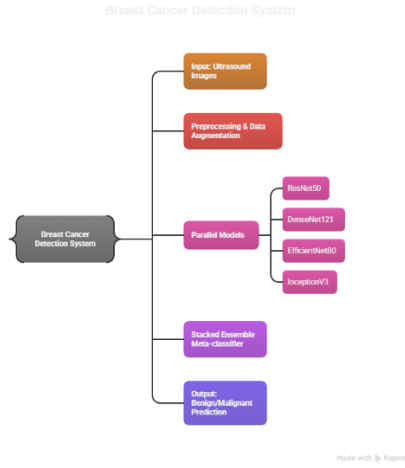 Breast Cancer Detection System
Input: Ultrasound
Images
Preprocessing & Data
Augmentation
Breast Cancer
Detection System
Parallel Models
ResNet50
DenseNet121
EfficientNetB0
InceptionV3
Stacked Ensemble
Meta-classifier
Output:
Benign/Malignant
Prediction
Made with Napkin